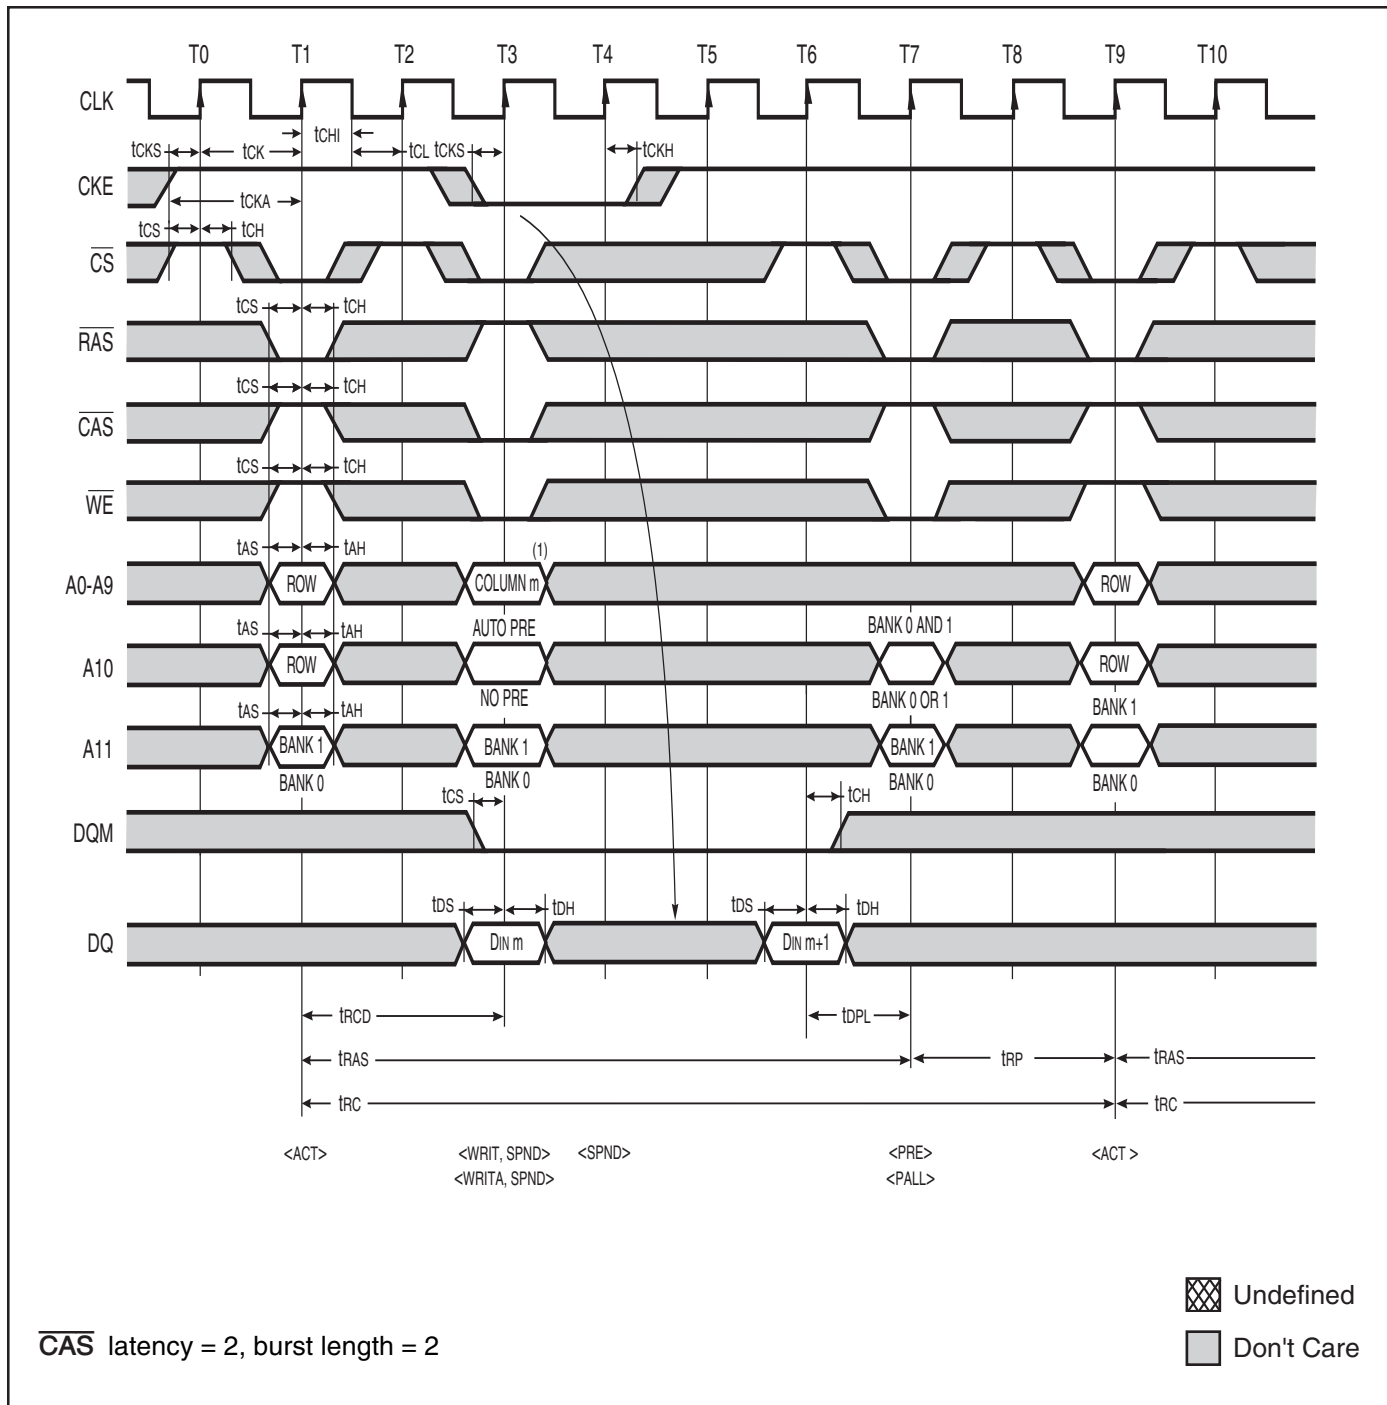 T0 T1 T2 T3 T4 T5 T6 T7 T8 T9 T10
CLK
tCHI
tCKS tCK tCL tCKS tCKH
CKE
tCKA
tCS tCH
CS
tCS tCH
RAS
tCS tCH
CAS
tCS tCH
WE
tAS tAH (1)
A0-A9 ROW COLUMN m ROW
tAS tAH AUTO PRE BANK 0 AND 1
A10 ROW ROW
NO PRE BANK 0 OR 1 BANK 1
tAS tAH
A11 BANK 1 BANK 1 BANK 1
BANK 0 BANK 0 BANK 0 BANK 0
tCS tCH
DQM
tDS tDH tDS tDH
DQ DIN m DIN m+1
tRCD tDPL
tRAS tRP tRAS
tRC tRC
<ACT> <WRIT, SPND> <SPND> <PRE> <ACT >
<WRITA, SPND> <PALL>
Undefined
CAS latency = 2, burst length = 2
Don't Care